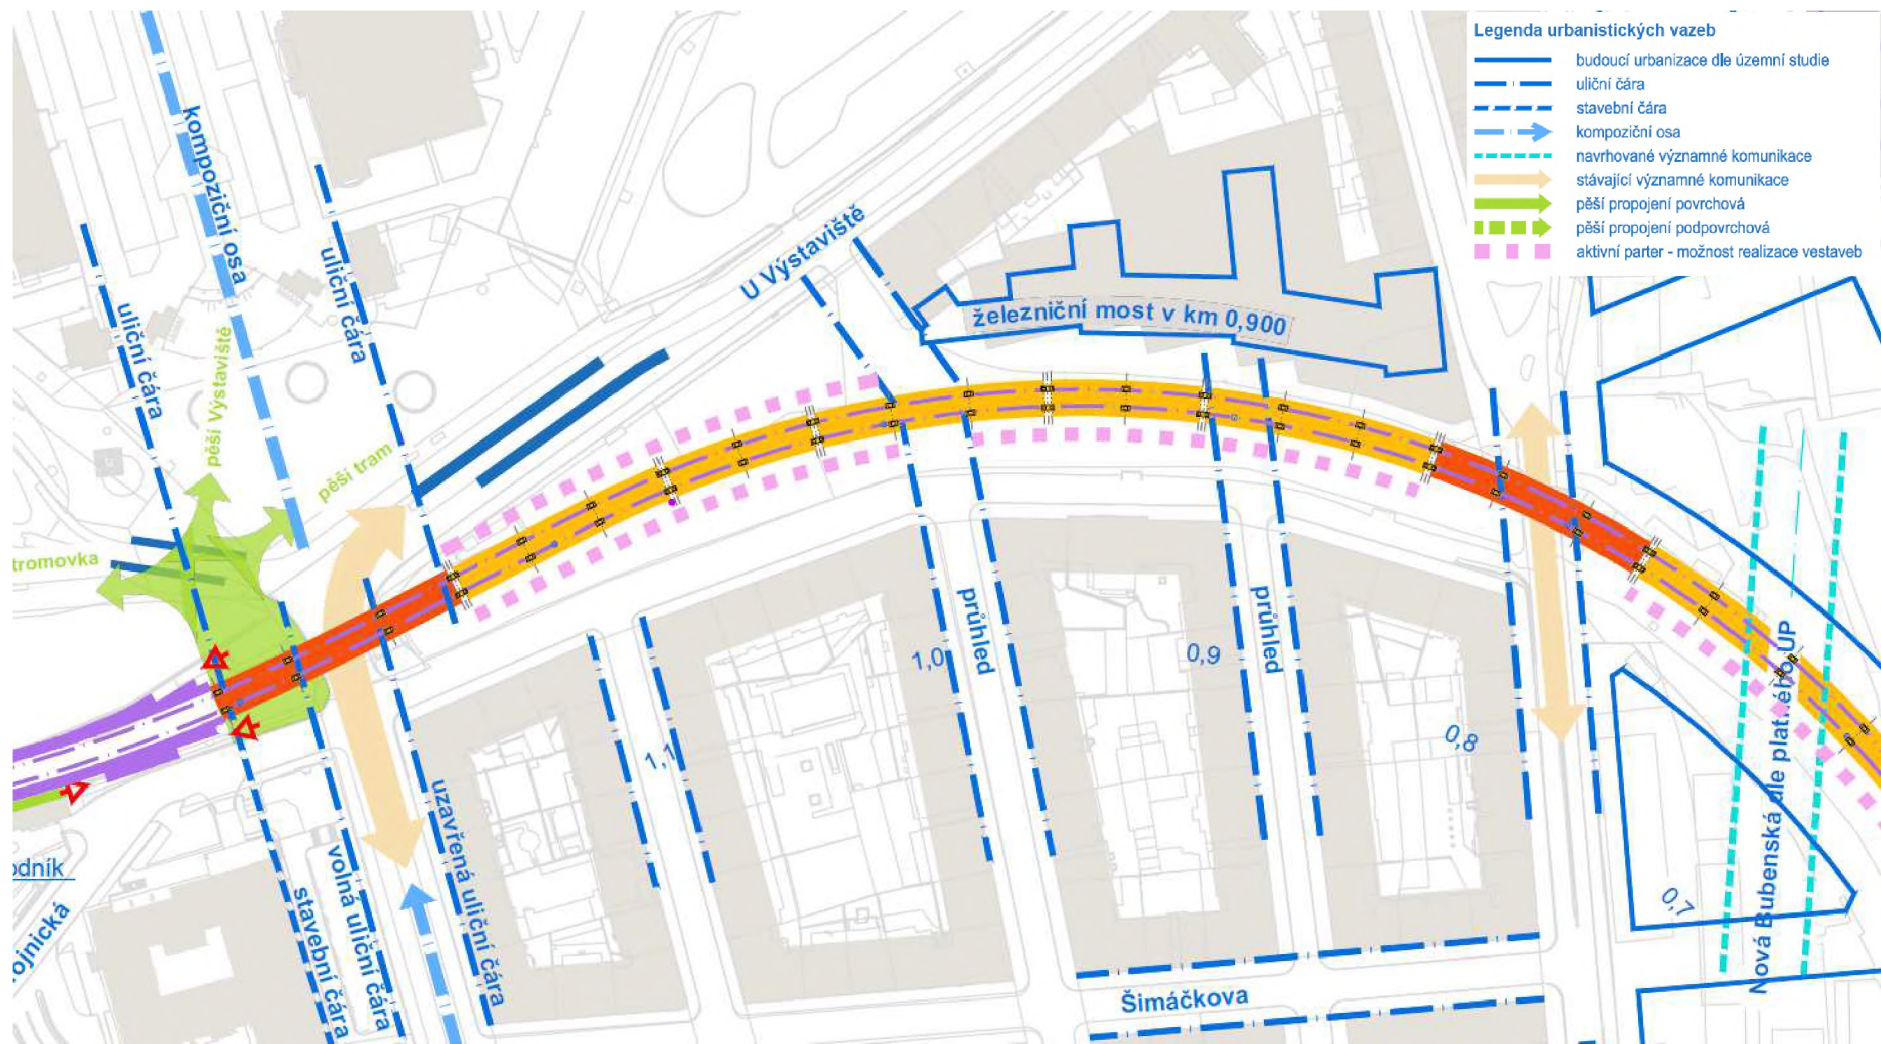 Legenda urbanistických vazeb
budoucí urbanizace dle územní studie
uliční čára
stavební čára
kompoziční osa
navrhované významné komunikace
stávající významné komunikace
pěší propojení povrchová
pěší propojení podpovrchová
aktivní parter - možnost realizace vestaveb
kompoziční osa
uliční čára
uliční čára
pěší Výstaviště
pěší tram
tromovka
U Výstaviště
železniční most v km 0,900
průhled
průhled
1,1
1,0
0,9
0,8
0,7
Nová Bubenská dle platného ÚP
uzavřená uliční čára
volná uliční čára
stavební čára
odník
ojnická
Šimáčkova